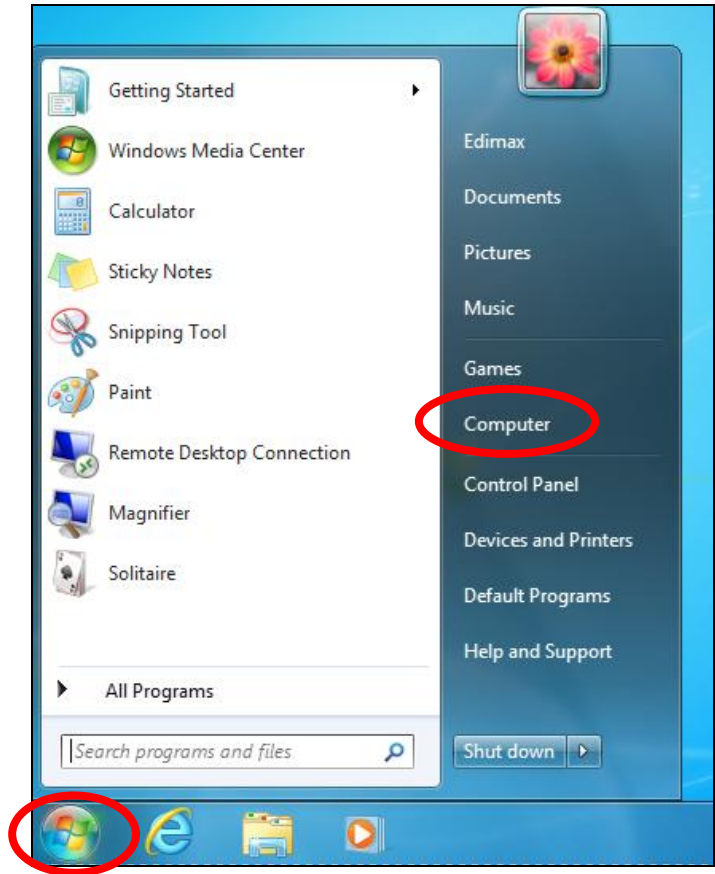 Getting Started
Windows Media Center
Calculator
Sticky Notes
Snipping Tool
Paint
Remote Desktop Connection
Magnifier
Solitaire
All Programs
Search programs and files
Edimax
Documents
Pictures
Music
Games
Computer
Control Panel
Devices and Printers
Default Programs
Help and Support
Shut down